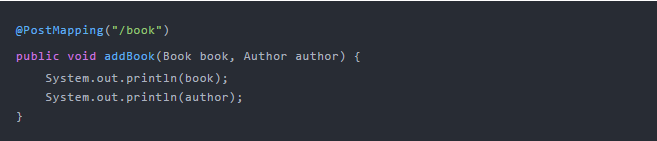 @PostMapping("/book")
public void addBook(Book book, Author author) {
    System.out.println(book);
    System.out.println(author);
}